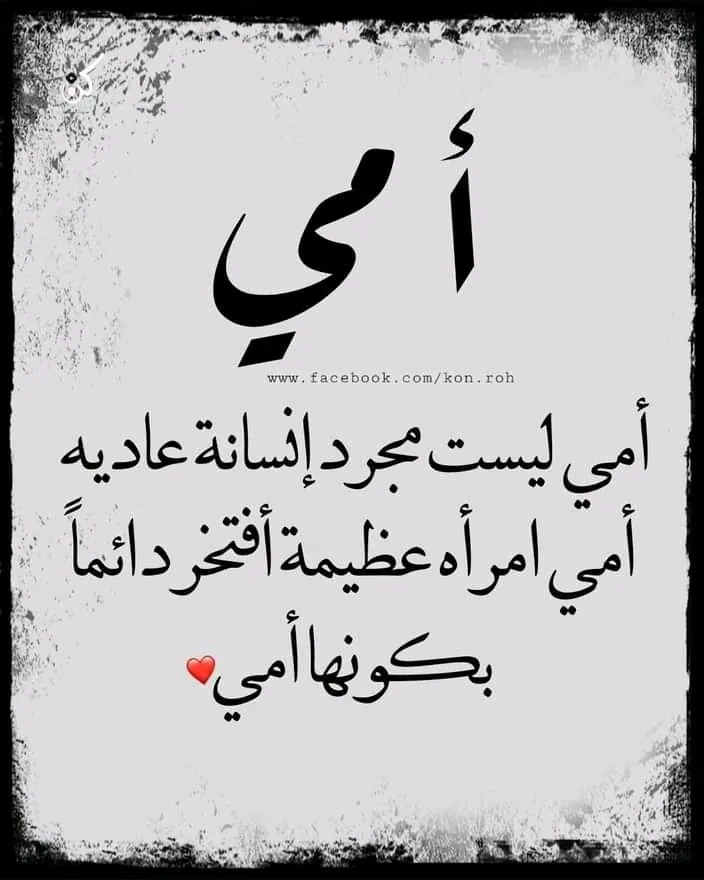 كن
أمي
www.facebook.com/kon.roh
أمي ليست مجرد إنسانة عاديه
أمي امرأه عظيمة أفتخر دائماً
بكونها أمي❤️